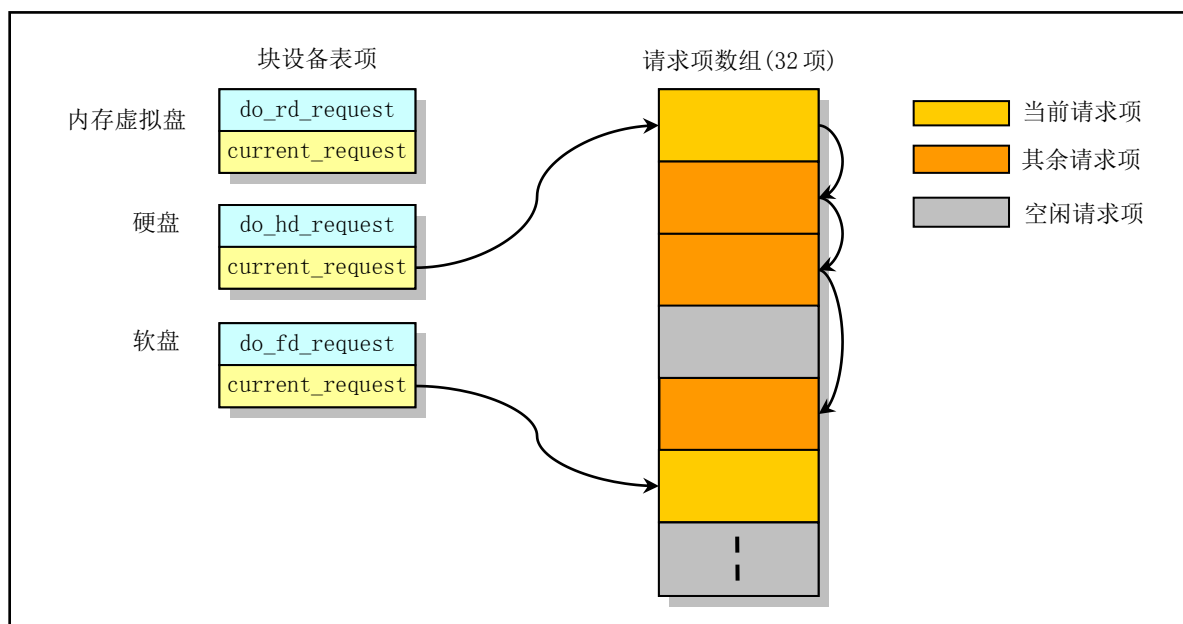 块设备表项
请求项数组(32 项)
内存虚拟盘
do_rd_request
current_request
当前请求项
其余请求项
空闲请求项
硬盘
do_hd_request
current_request
软盘
do_fd_request
current_request